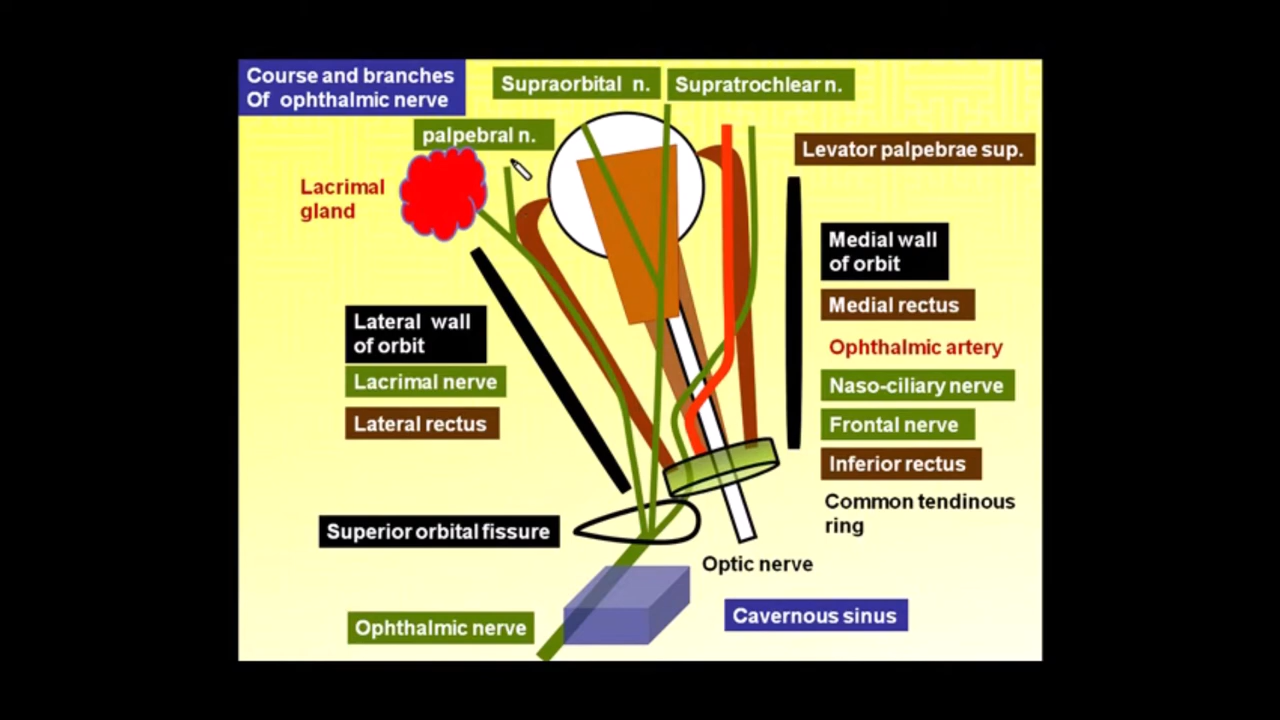 Course and branches
Of ophthalmic nerve
Supraorbital n.
Supratrochlear n.
palpebral n.
Levator palpebrae sup.
Lacrimal
gland
Medial wall
of orbit
Lateral wall
of orbit
Medial rectus
Ophthalmic artery
Lacrimal nerve
Naso-ciliary nerve
Lateral rectus
Frontal nerve
Inferior rectus
Common tendinous
ring
Superior orbital fissure
Optic nerve
Cavernous sinus
Ophthalmic nerve